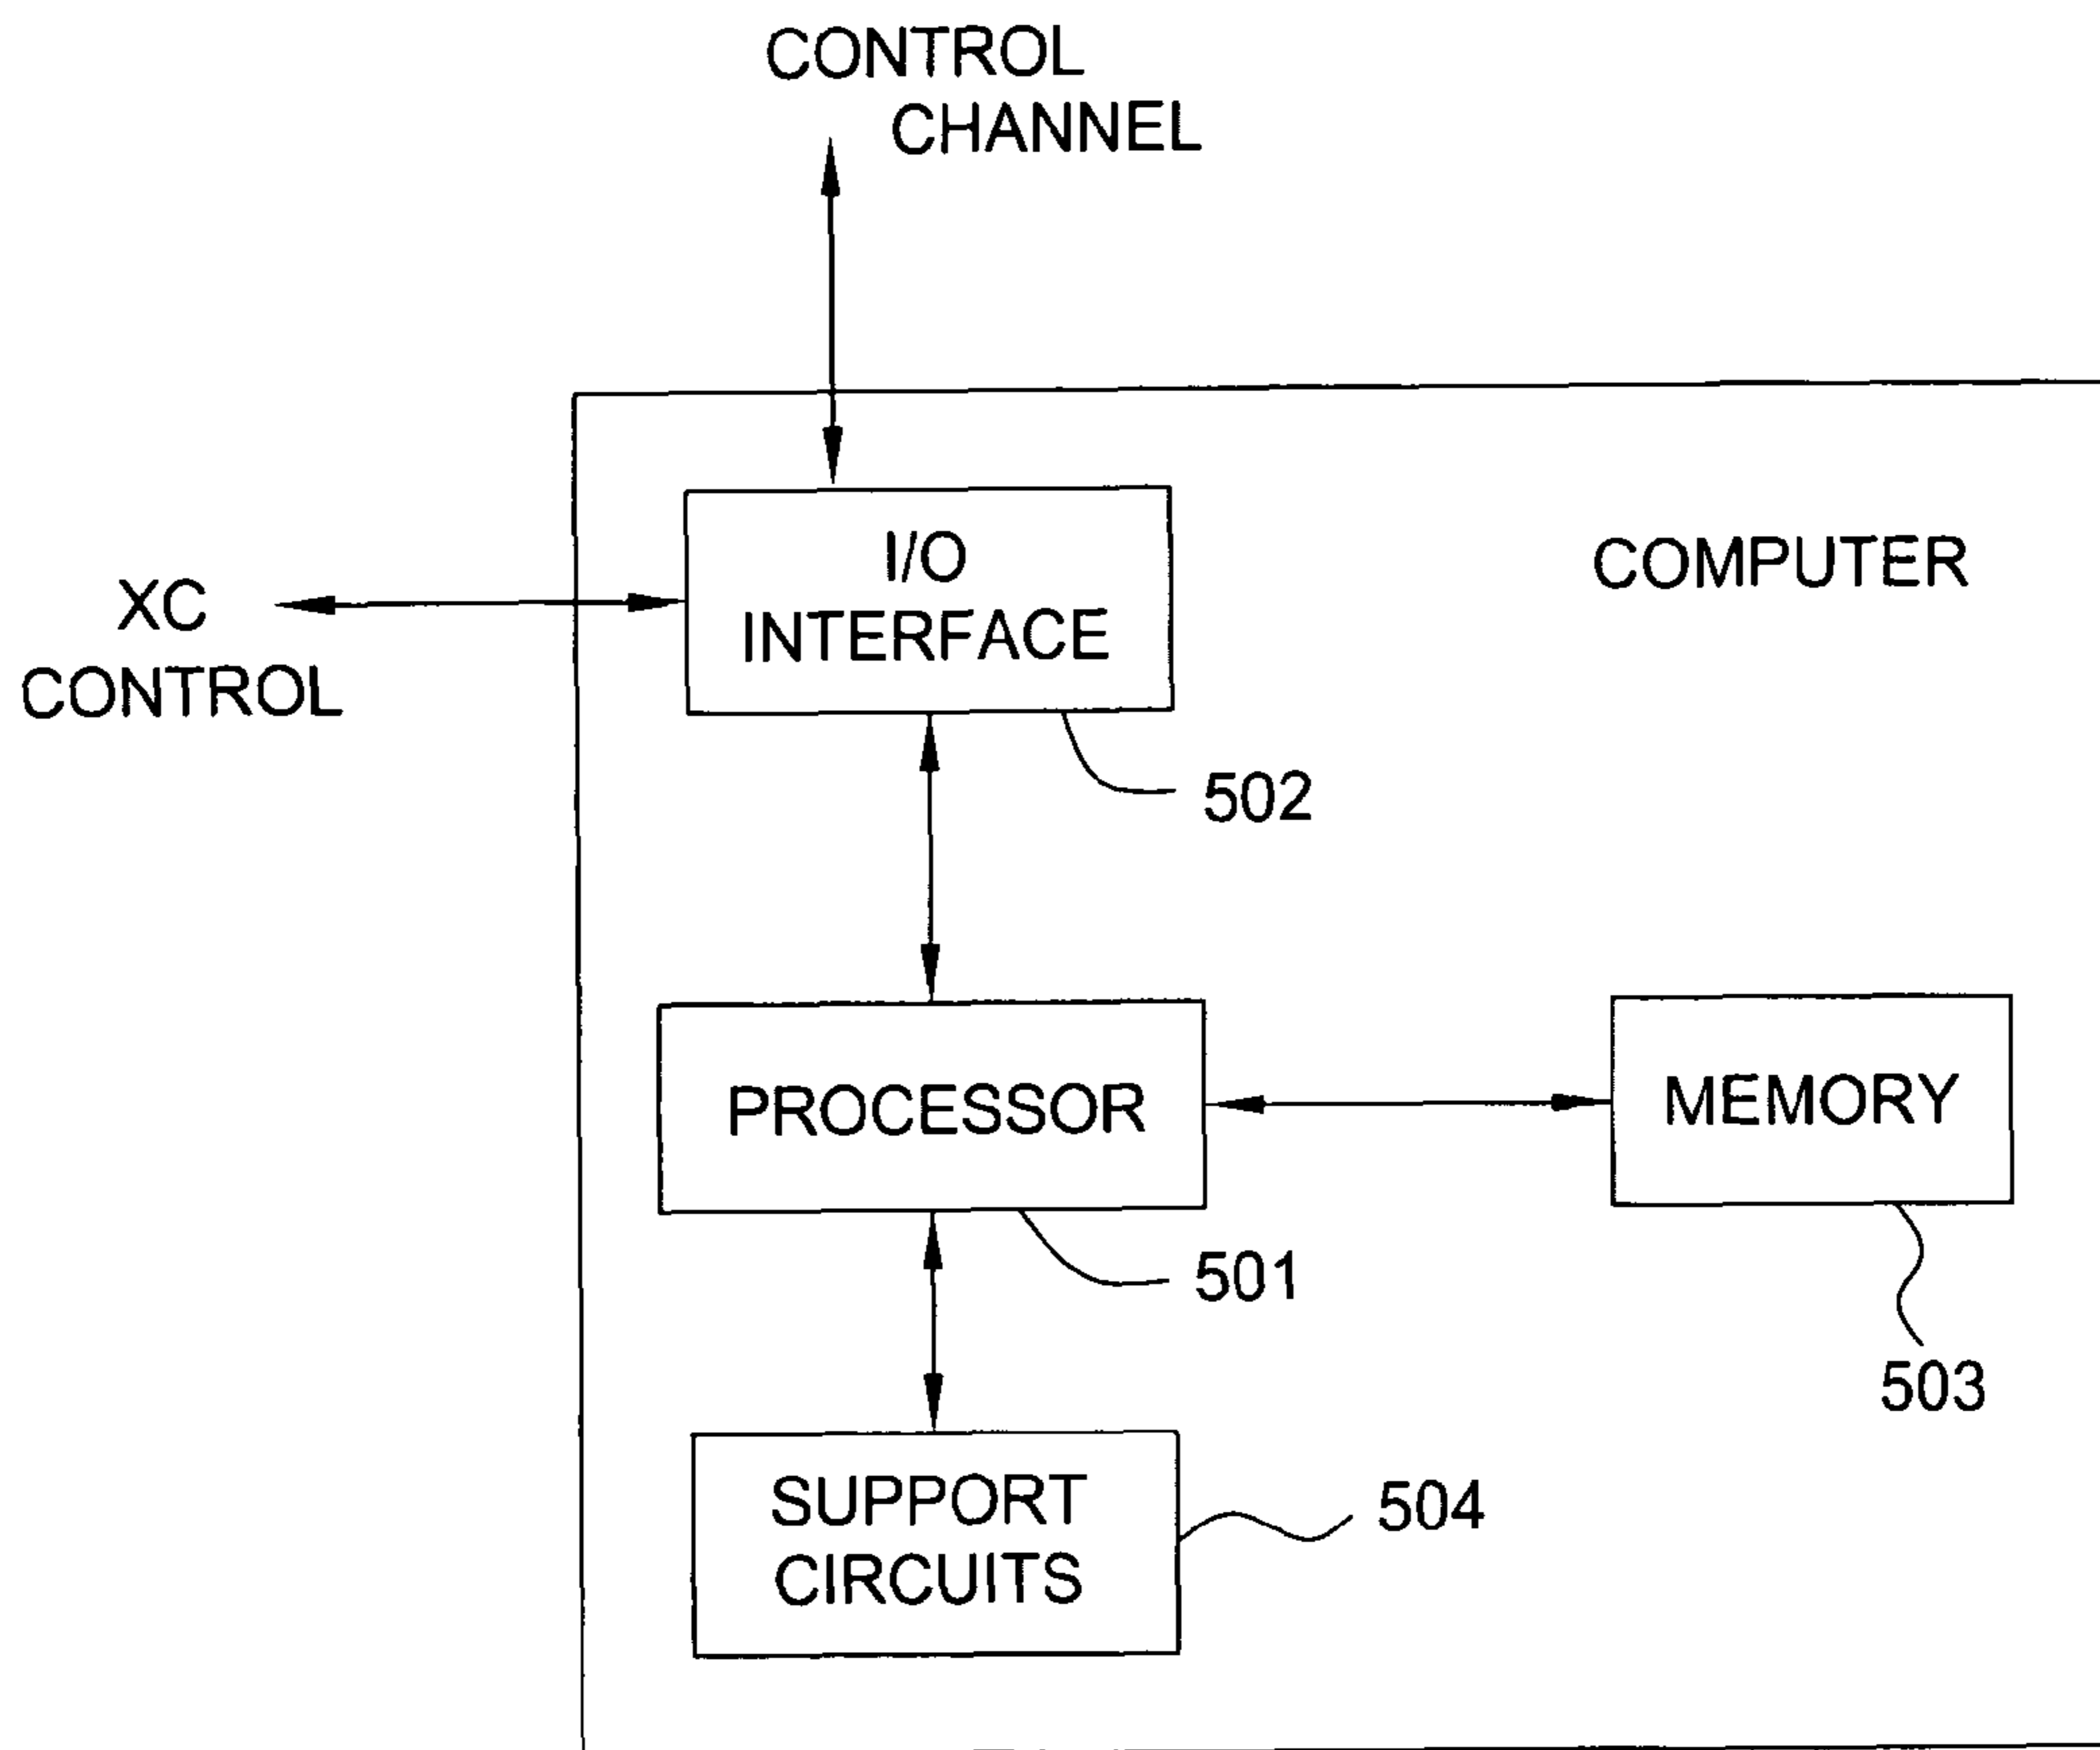 CONTROL
CHANNEL
I/O
INTERFACE
COMPUTER
XC
CONTROL
502
PROCESSOR
MEMORY
501
503
SUPPORT
CIRCUITS
504